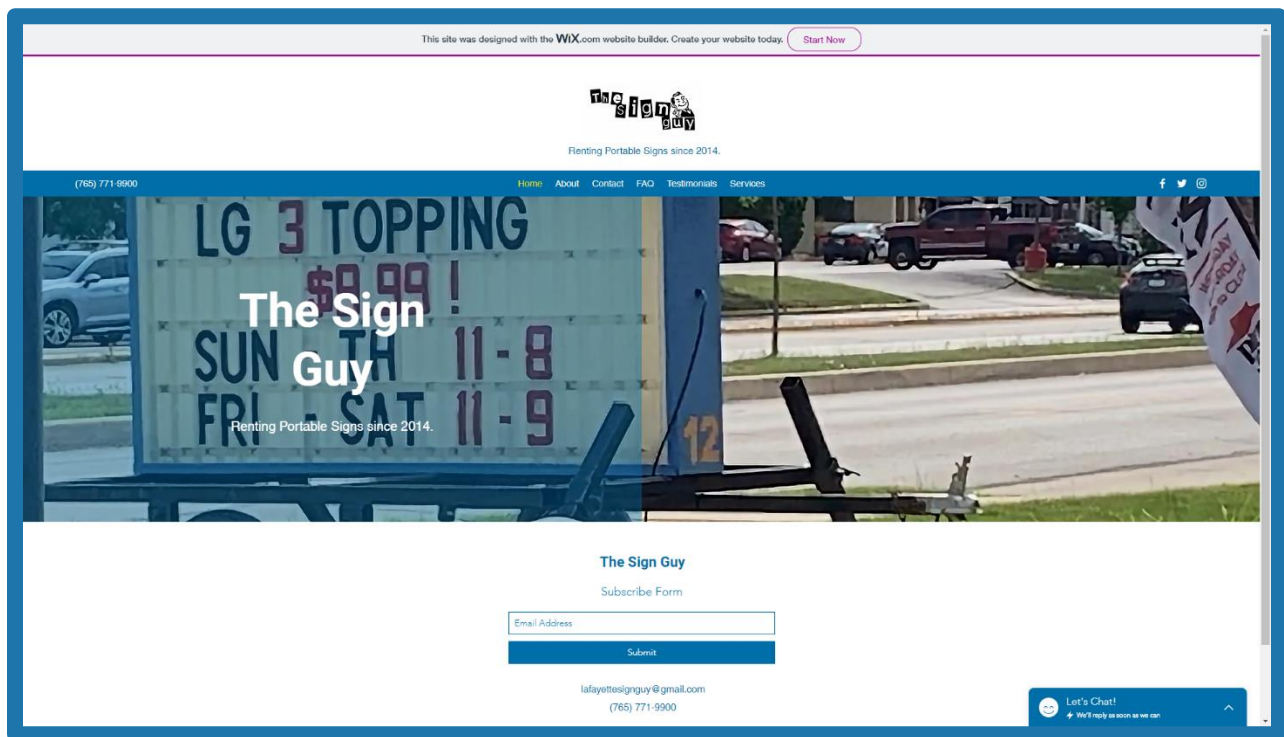 This site was designed with the WiX.com website builder. Create your website today. Start Now
The Sign Guy
Renting Portable Signs since 2014.
(765) 771-9900 Home About Contact FAQ Testimonials Services
LG 3 TOPPING
$9.99 !
The Sign
Guy
SUN TH 11-8
FRI - SAT 11-9
Renting Portable Signs since 2014.
12
The Sign Guy
Subscribe Form
Email Address
Submit
lafayettesignguy@gmail.com
(765) 771-9900
Let's Chat!
We'll reply as soon as we can